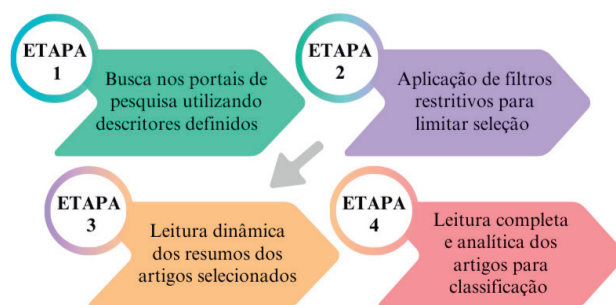 ETAPA
1
Busca nos portais de
pesquisa utilizando
descritores definidos
ETAPA
2
Aplicação de filtros
restritivos para
limitar seleção
ETAPA
3
Leitura dinâmica
dos resumos dos
artigos selecionados
ETAPA
4
Leitura completa
e analítica dos
artigos para
classificação